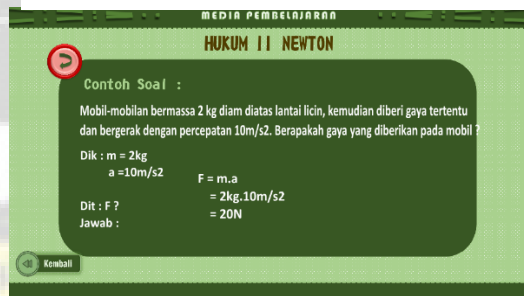 MEDIA PEMBELAJARAN
HUKUM II NEWTON
Contoh Soal :
Mobil-mobilan bermassa 2 kg diam diatas lantai licin, kemudian diberi gaya tertentu
dan bergerak dengan percepatan 10m/s2. Berapakah gaya yang diberikan pada mobil ?
Dik : m = 2kg
a =10m/s2
Dit : F ?
Jawab :
F = m.a
= 2kg.10m/s2
= 20N
Kembali